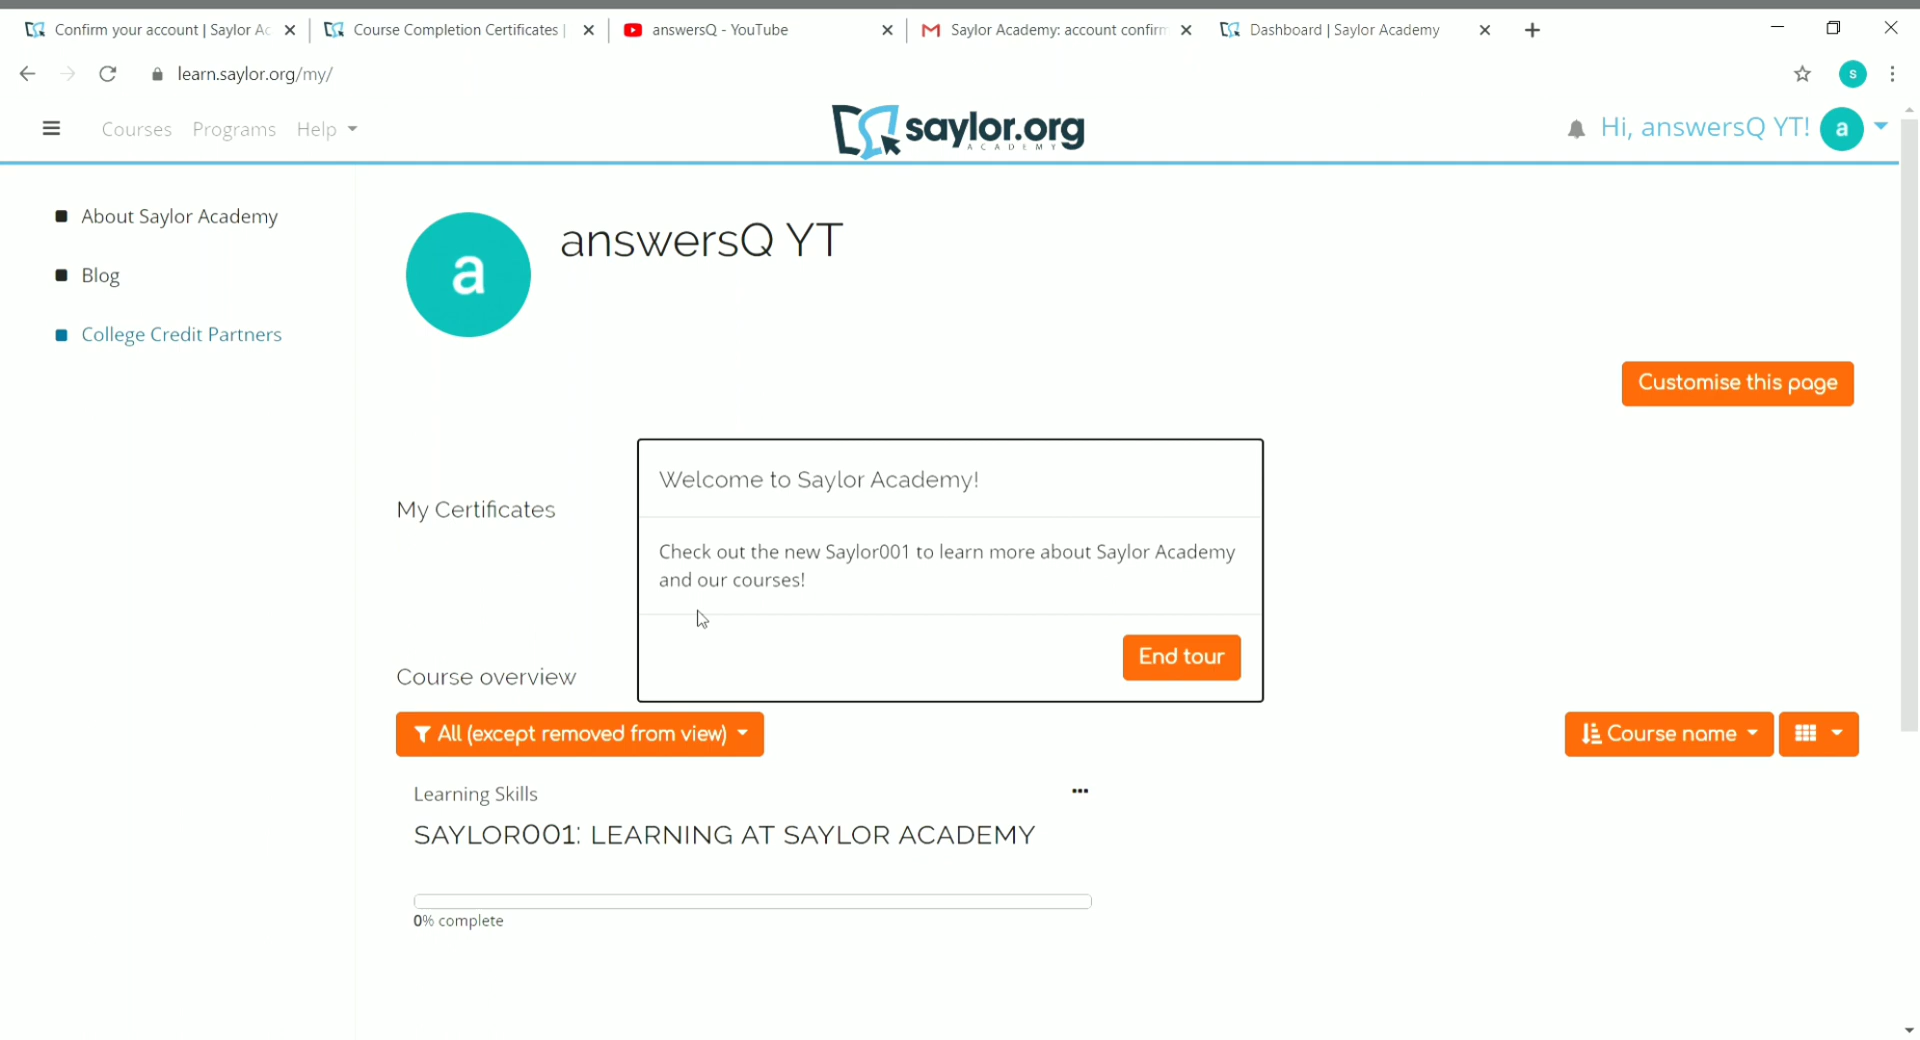 Confirm your account | Saylor Ac
Course Completion Certificates |
answersQ - YouTube
Saylor Academy: account confirm
Dashboard | Saylor Academy
learn.saylor.org/my/
s
Courses
Programs
Help
saylor.org
ACADEMY
Hi, answersQ YT!
a
About Saylor Academy
Blog
College Credit Partners
a
answersQ YT
Customise this page
My Certificates
Welcome to Saylor Academy!
Check out the new Saylor001 to learn more about Saylor Academy
and our courses!
End tour
Course overview
All (except removed from view)
Course name
Learning Skills
SAYLOR001: LEARNING AT SAYLOR ACADEMY
0% complete